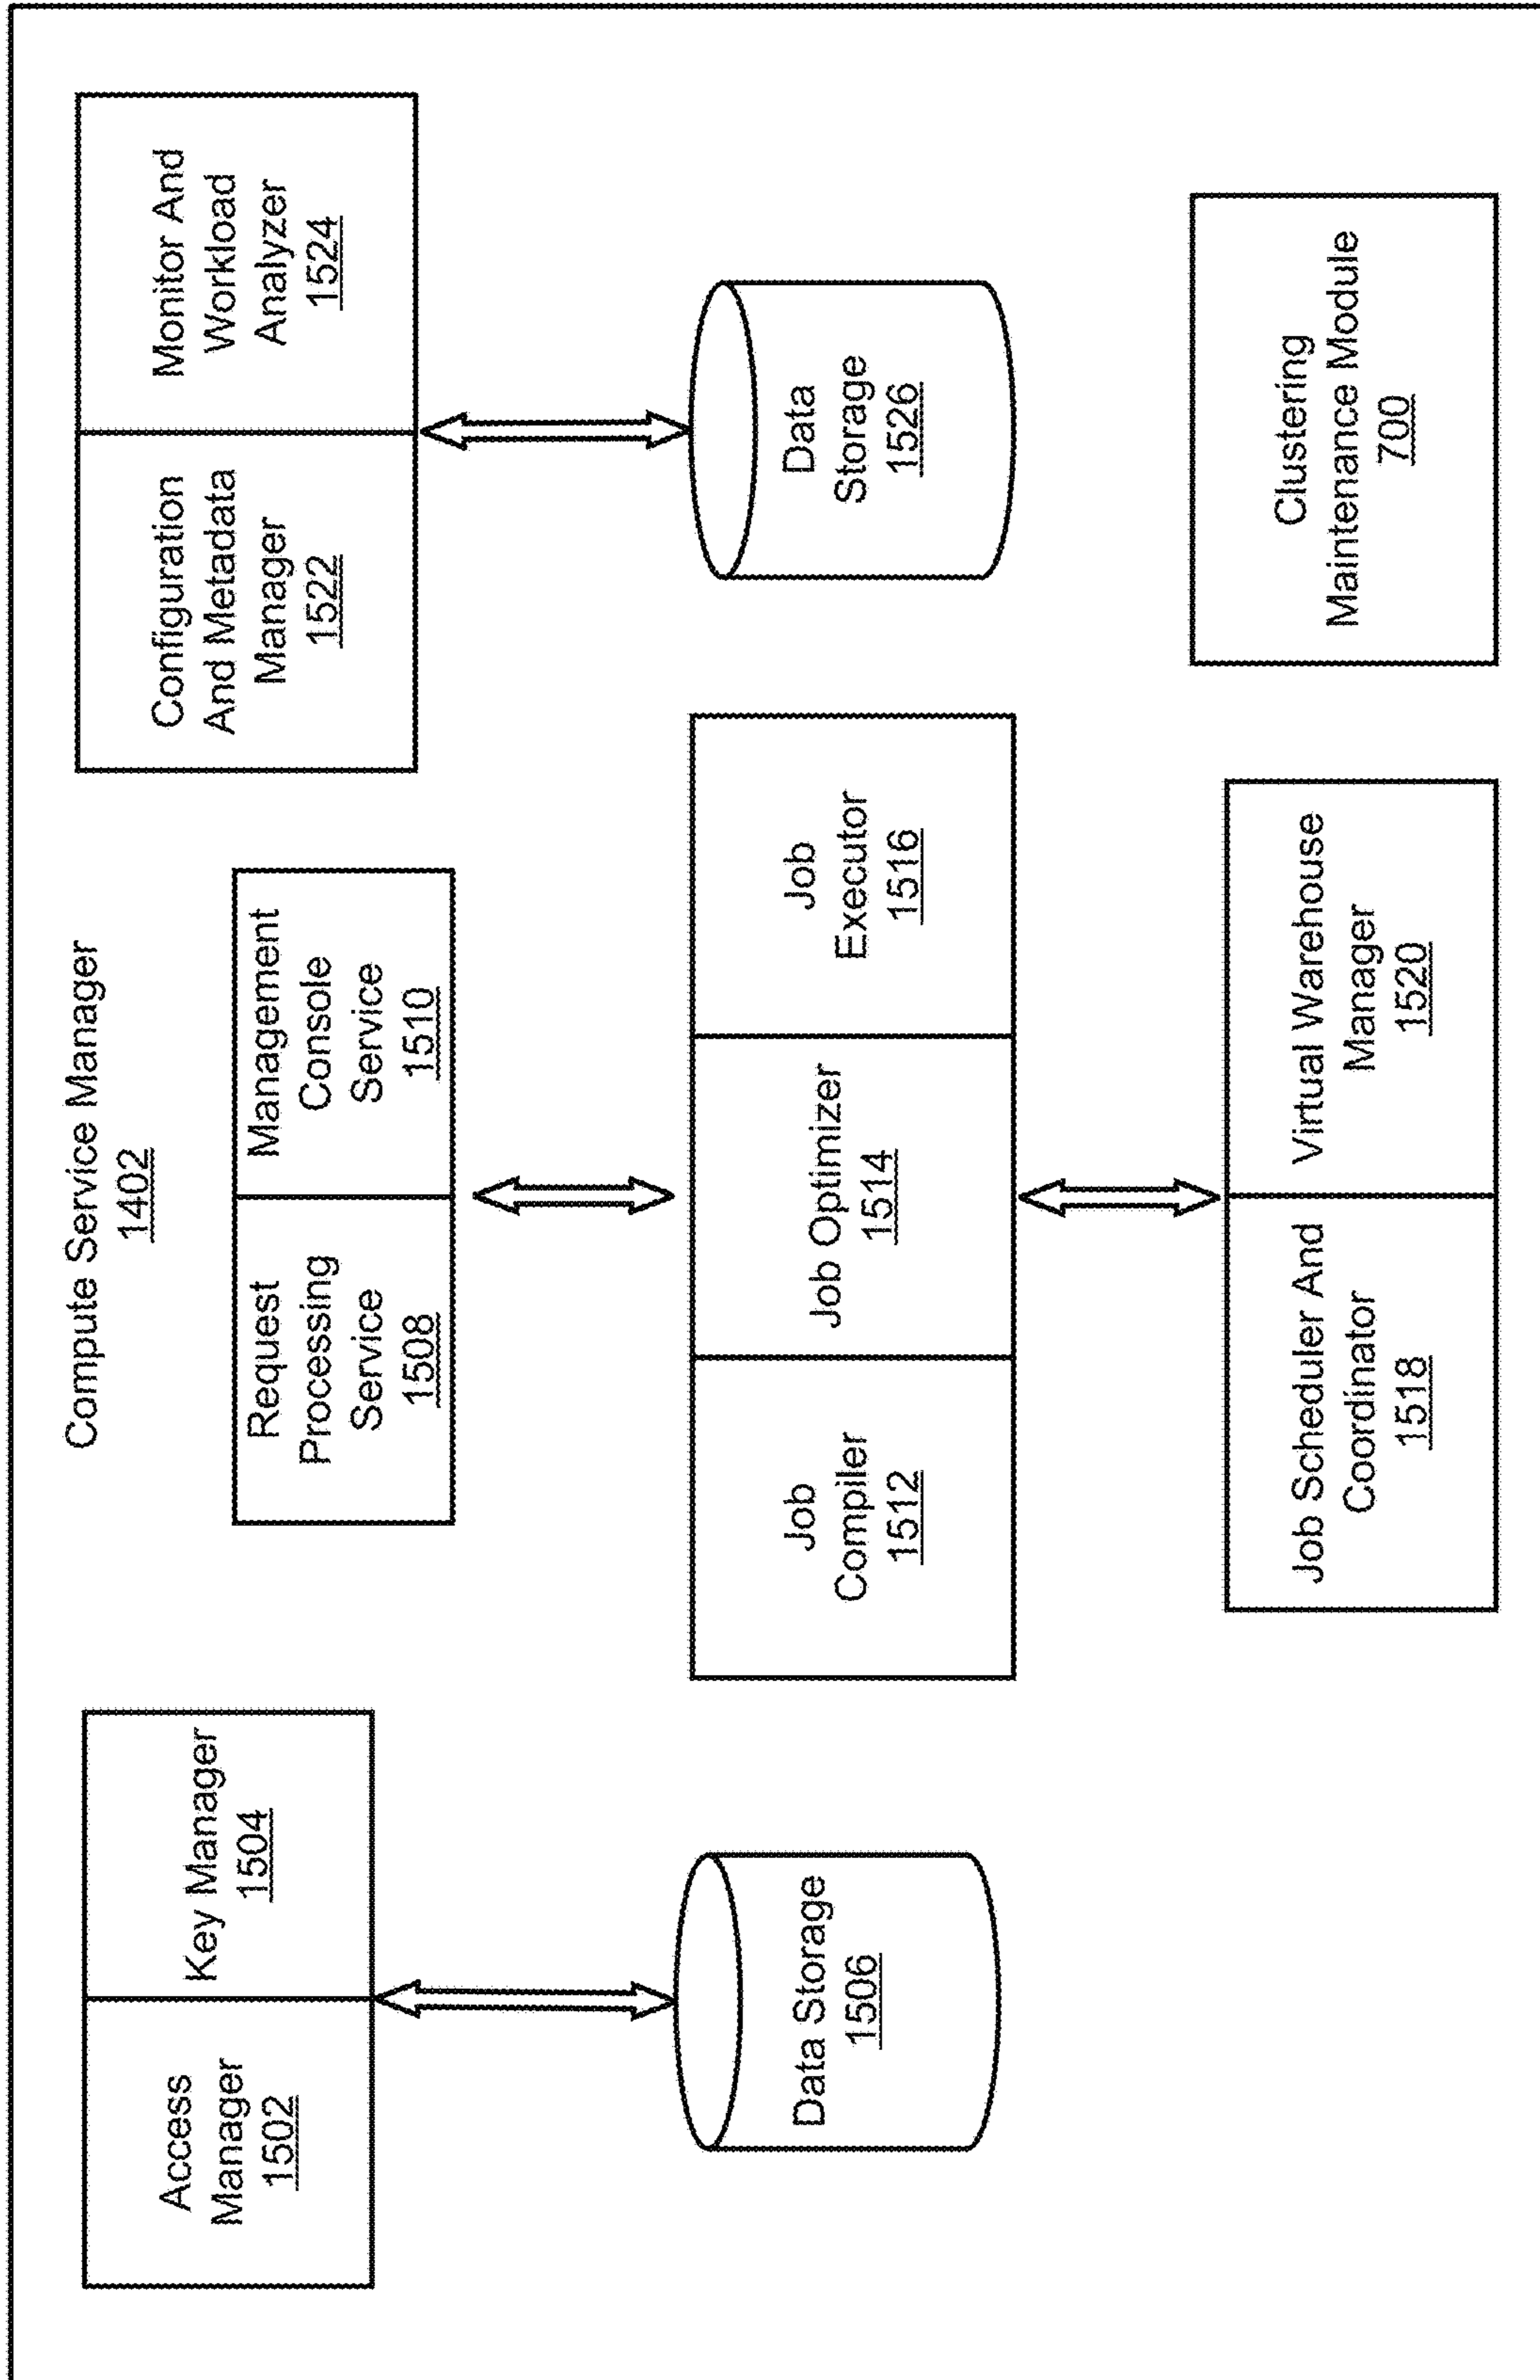 Compute Service Manager
1402
Access
Manager
1502
Key Manager
1504
Request
Processing
Service
1508
Management
Console
Service
1510
Configuration
And Metadata
Manager
1522
Monitor And
Workload
Analyzer
1524
Data Storage
1506
Job
Compiler
1512
Job Optimizer
1514
Job
Executor
1516
Data
Storage
1526
Job Scheduler And
Coordinator
1518
Virtual Warehouse
Manager
1520
Clustering
Maintenance Module
700